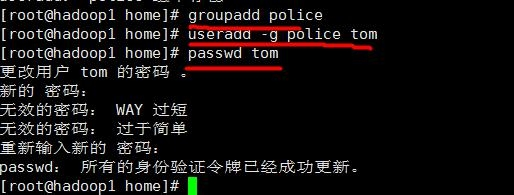 [root@hadoop1 home]# groupadd police
[root@hadoop1 home]# useradd -g police tom
[root@hadoop1 home]# passwd tom
更改用户 tom 的密码 。
新的 密码：
无效的密码： WAY 过短
无效的密码： 过于简单
重新输入新的 密码：
passwd： 所有的身份验证令牌已经成功更新。
[root@hadoop1 home]#